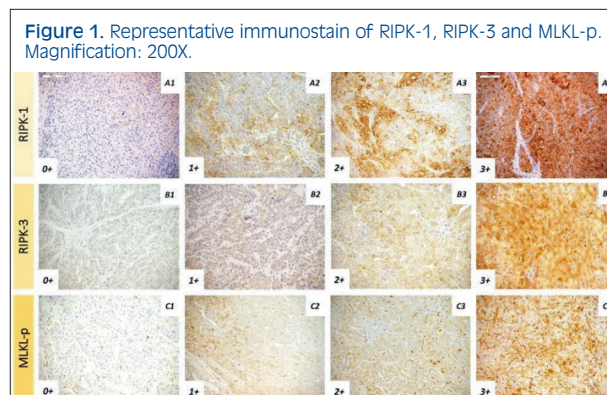 Figure 1. Representative immunostain of RIPK-1, RIPK-3 and MLKL-p.
Magnification: 200X.
RIPK-1
A1
A2
A3
A
0+
1+
2+
3+
RIPK-3
B1
B2
B3
B
0+
1+
2+
3+
MLKL-p
C1
C2
C3
C
0+
1+
2+
3+